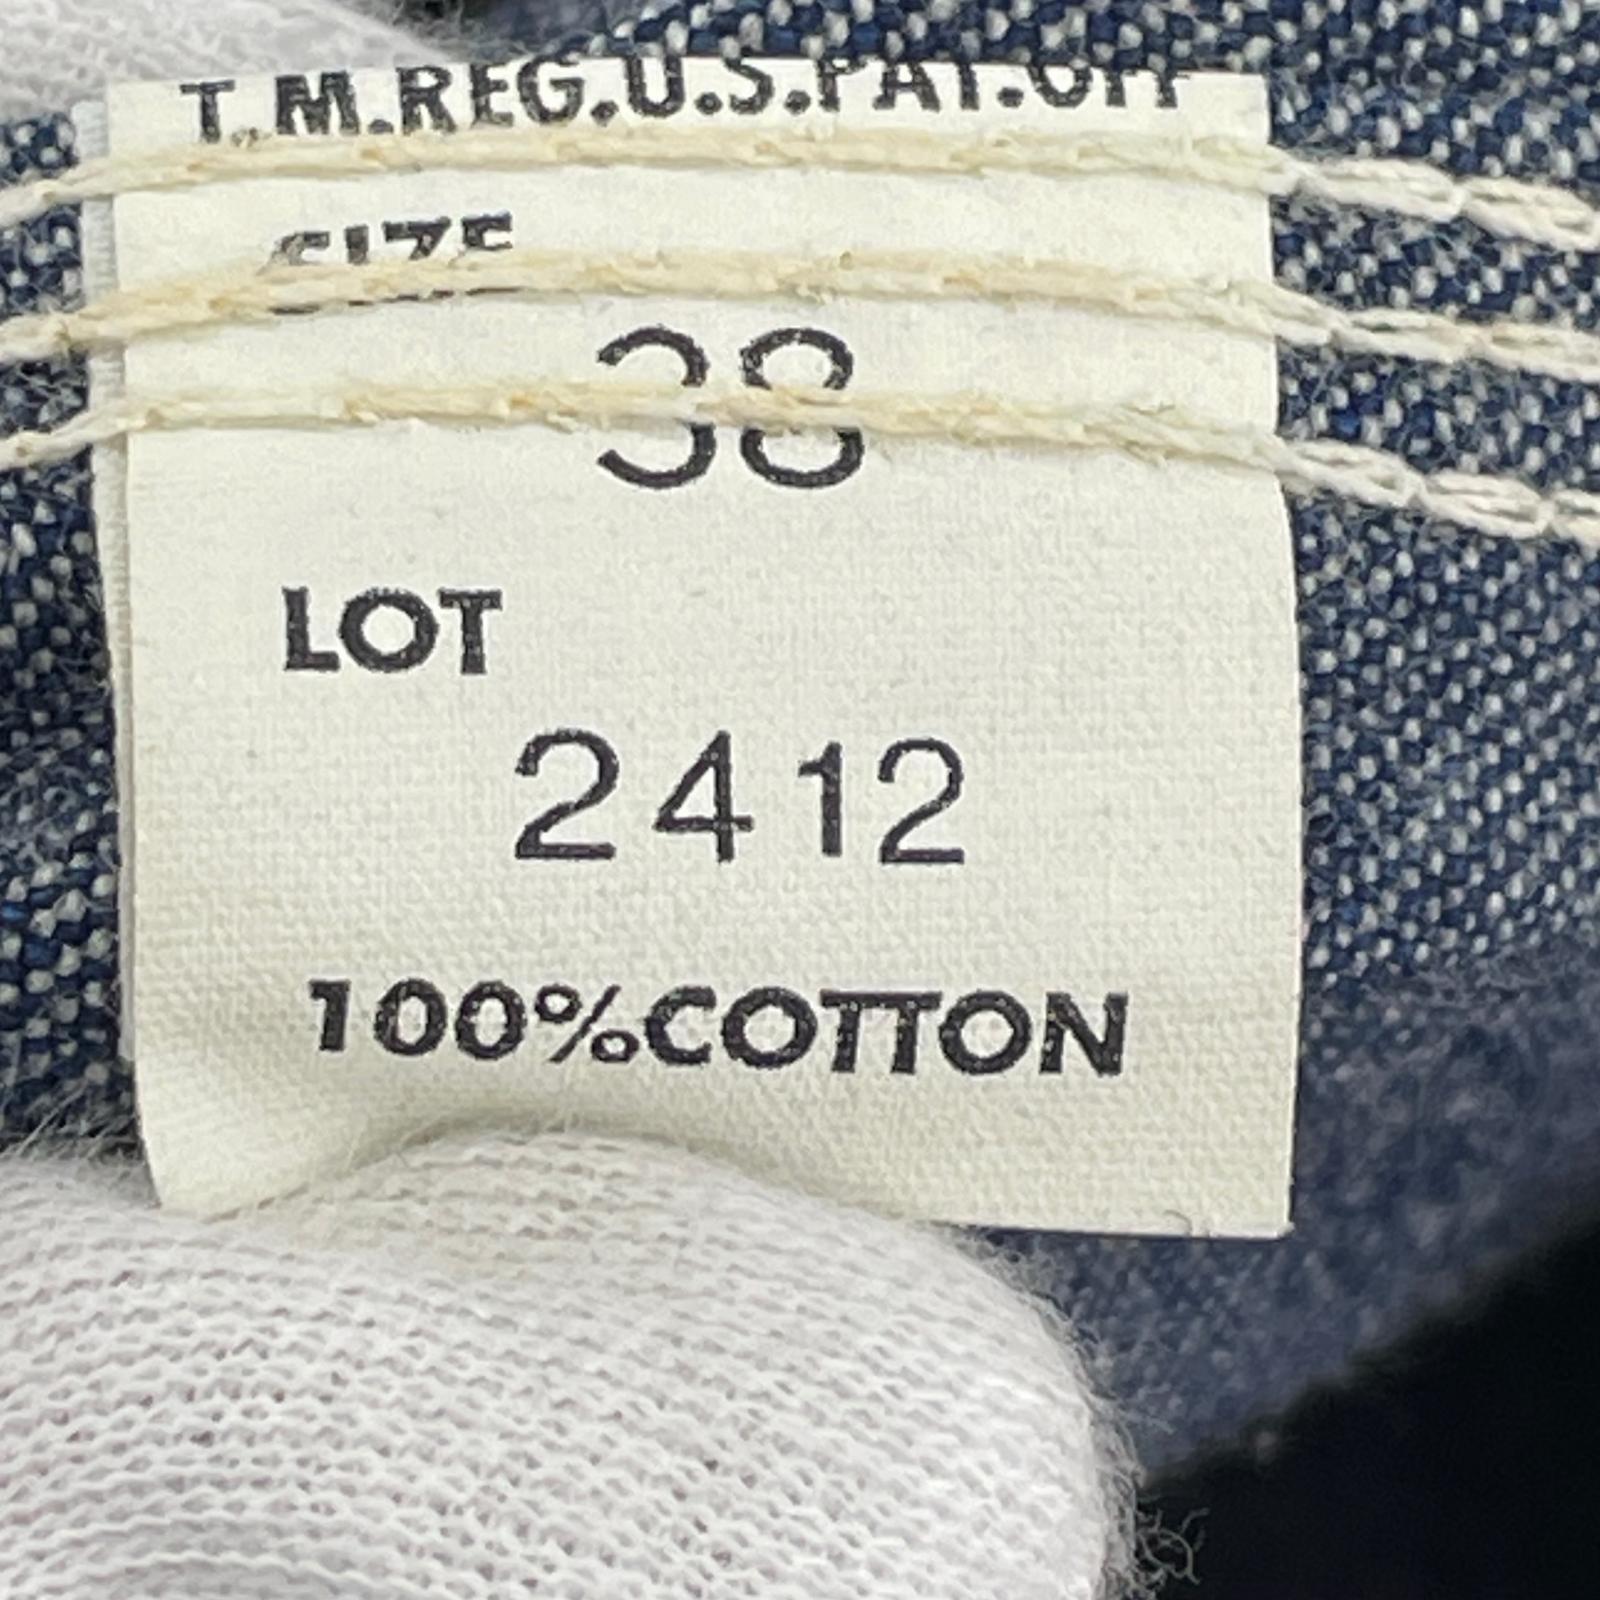 T.M.REG.U.S.PAT.OFF
SIZE
38
LOT
2412
100%COTTON